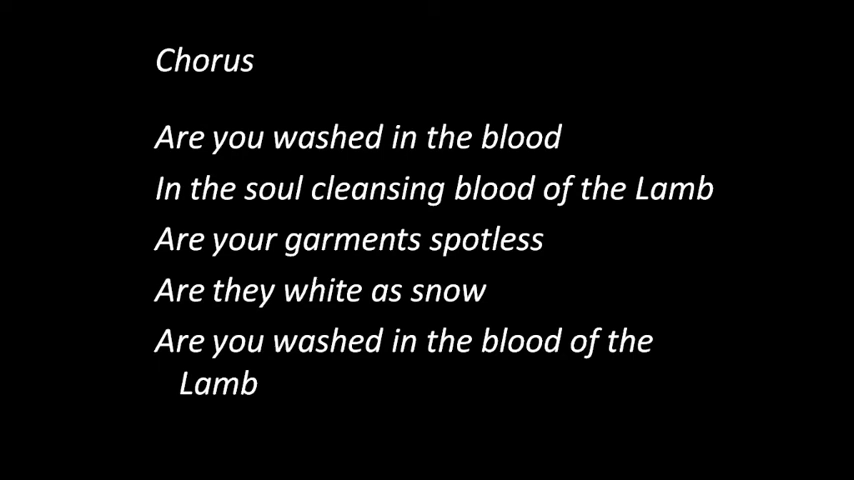 Chorus
Are you washed in the blood
In the soul cleansing blood of the Lamb
Are your garments spotless
Are they white as snow
Are you washed in the blood of the
Lamb